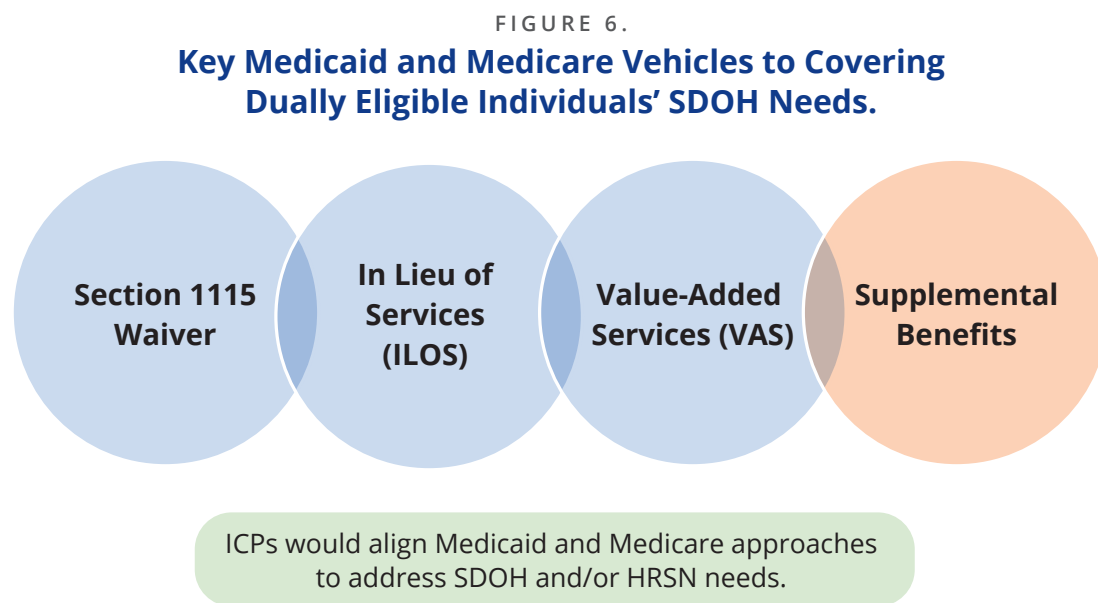 FIGURE 6.
Key Medicaid and Medicare Vehicles to Covering
Dually Eligible Individuals’ SDOH Needs.
Section 1115
Waiver
In Lieu of
Services
(ILOS)
Value-Added
Services (VAS)
Supplemental
Benefits
ICPs would align Medicaid and Medicare approaches
to address SDOH and/or HRSN needs.